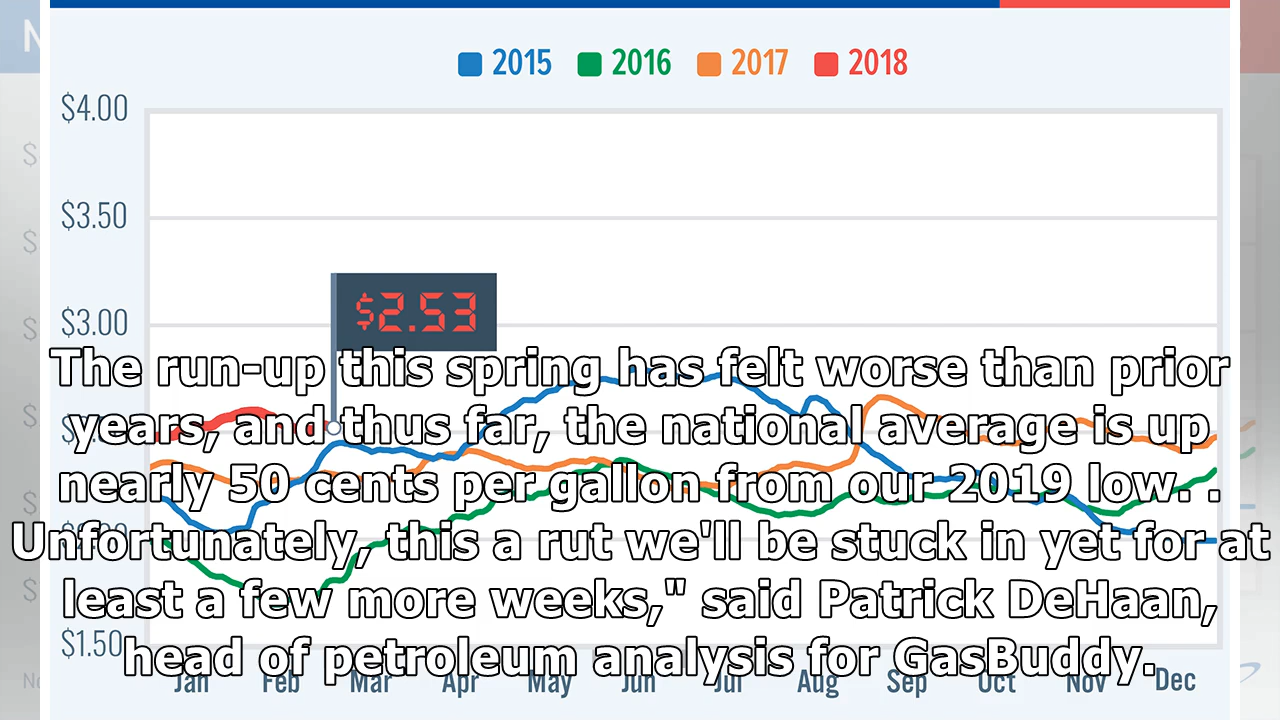 2015 2016 2017 2018
$4.00
$3.50
$3.00
$2.53
The run-up this spring has felt worse than prior
years, and thus far, the national average is up
nearly 50 cents per gallon from our 2019 low. .
Unfortunately, this a rut we'll be stuck in yet for at
least a few more weeks," said Patrick DeHaan,
$1.50
head of petroleum analysis for GasBuddy.
Jan Feb Mar Apr May Jun Jul Aug Sep Oct Nov Dec